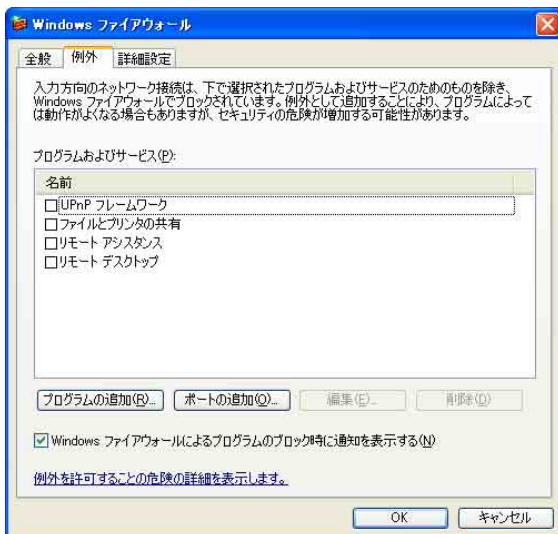 Windows ファイアウォール
全般 例外 詳細設定
入力方向のネットワーク接続は、下で選択されたプログラムおよびサービスのためのものを除き、
Windows ファイアウォールでブロックされています。例外として追加することにより、プログラムによって
は動作がよくなる場合もありますが、セキュリティの危険が増加する可能性があります。
プログラムおよびサービス(P):
名前
UPnP フレームワーク
ファイルとプリンタの共有
リモート アシスタンス
リモート デスクトップ
プログラムの追加(R)... ポートの追加(O)... 編集(E)... 削除(D)
Windows ファイアウォールによるプログラムのブロック時に通知を表示する(N)
例外を許可することの危険の詳細を表示します。
OK キャンセル